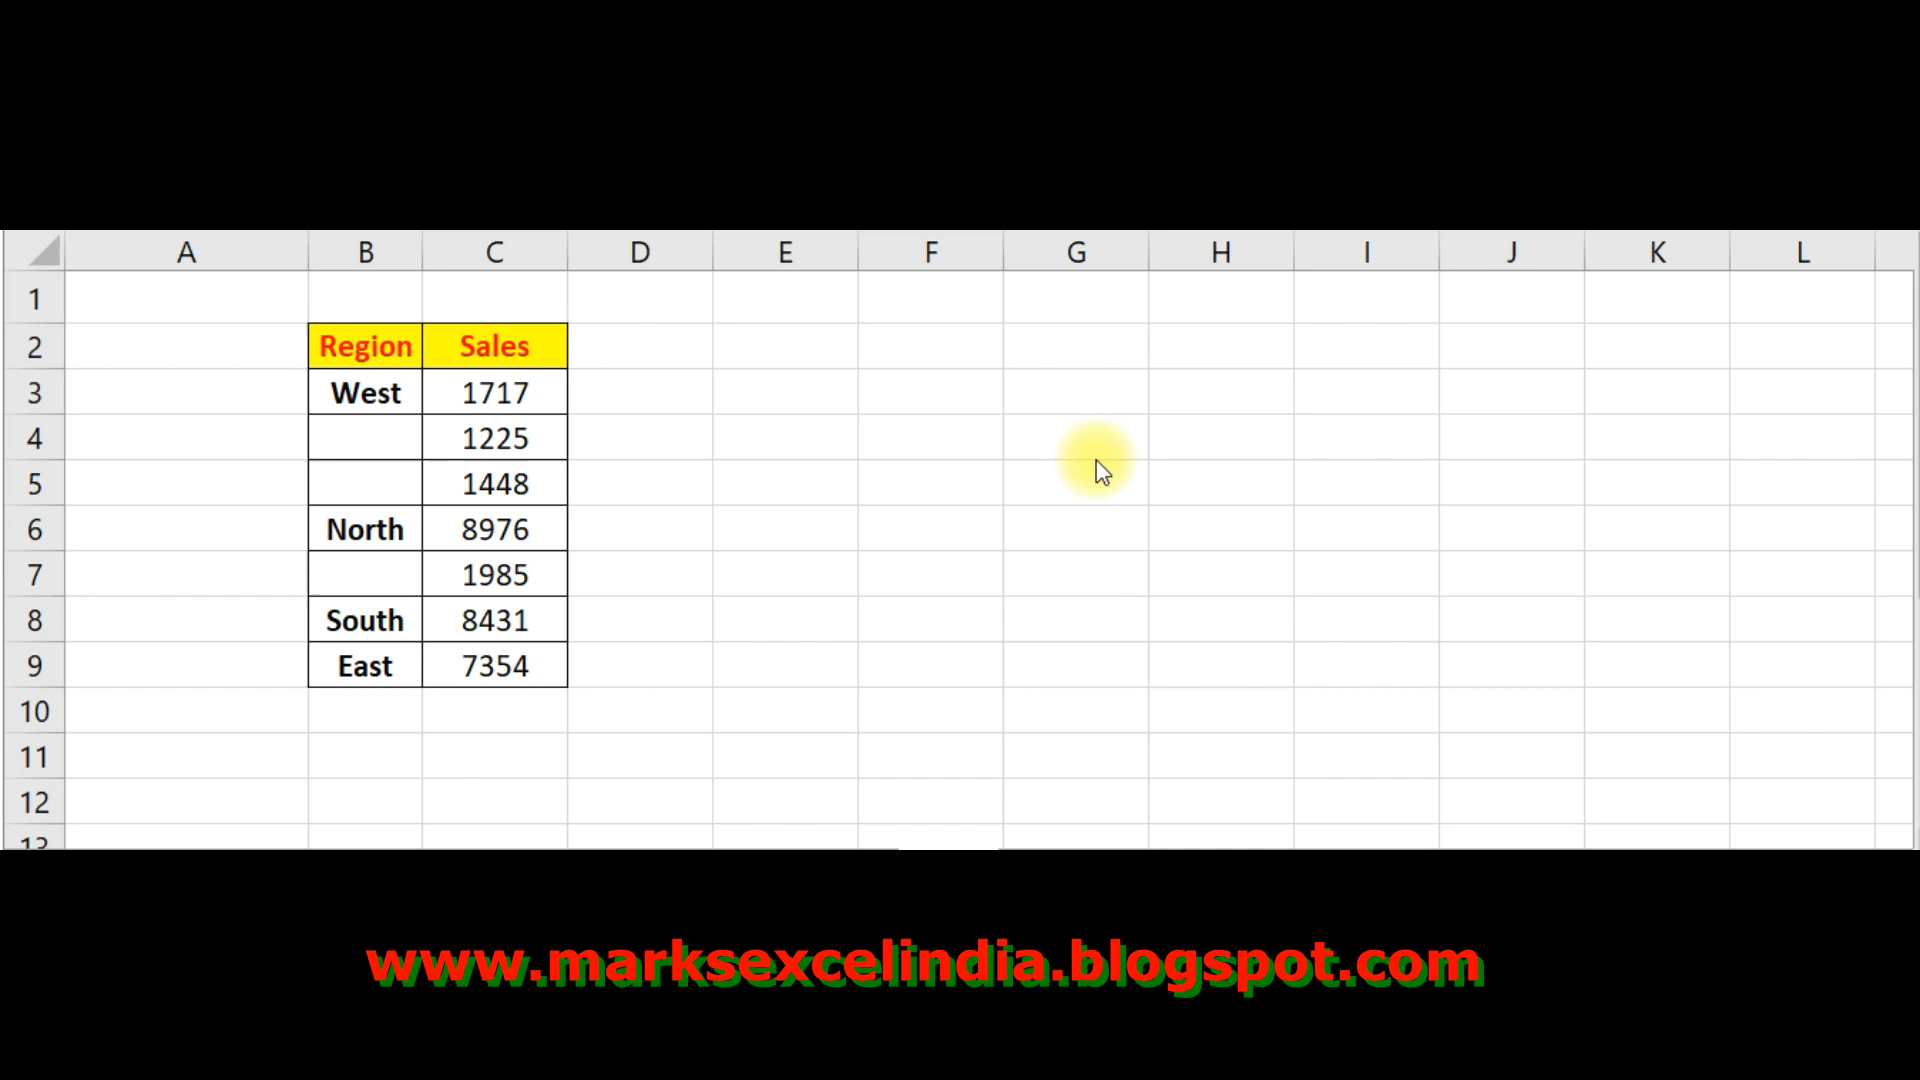 A B C D E F G H I J K L
1
2 Region Sales
3 West 1717
4 1225
5 1448
6 North 8976
7 1985
8 South 8431
9 East 7354
10
11
12
13
www.marksexcelindia.blogspot.com